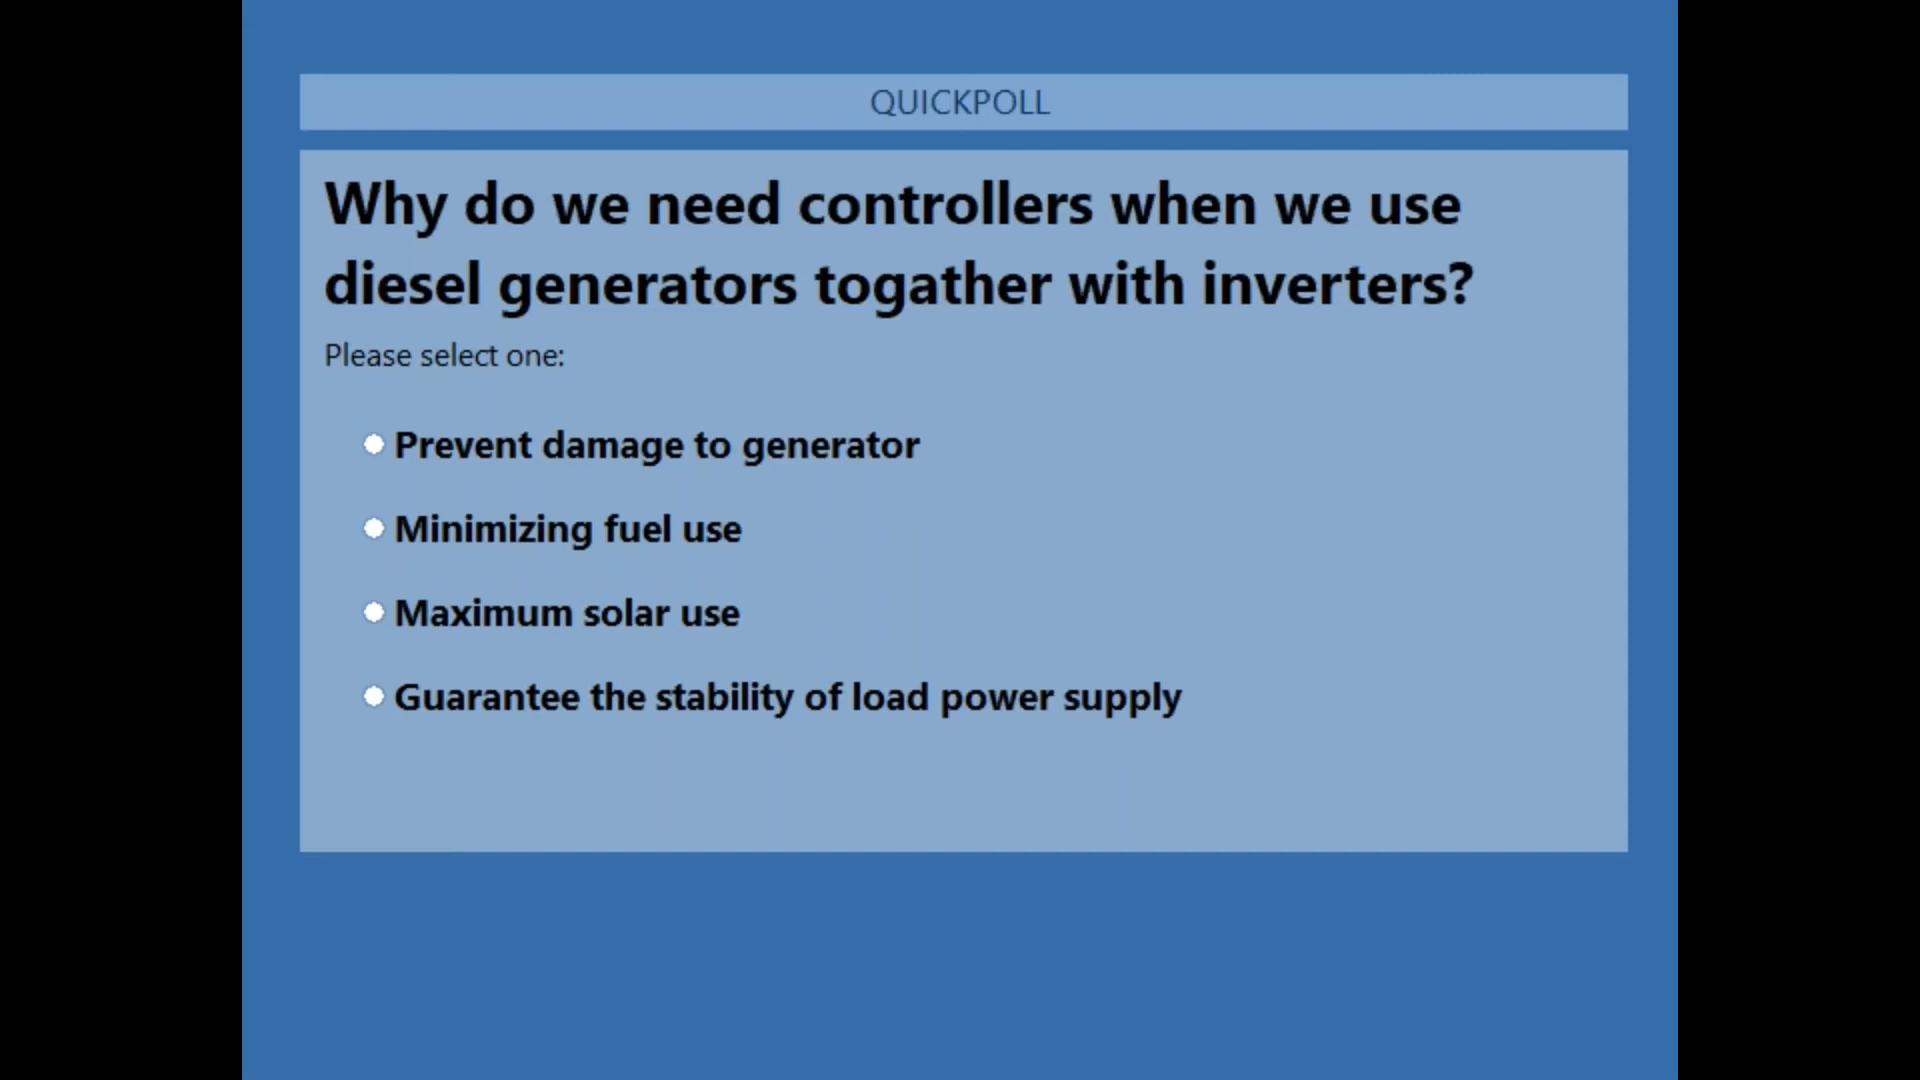 QUICKPOLL
Why do we need controllers when we use
diesel generators togather with inverters?
Please select one:
Prevent damage to generator
Minimizing fuel use
Maximum solar use
Guarantee the stability of load power supply